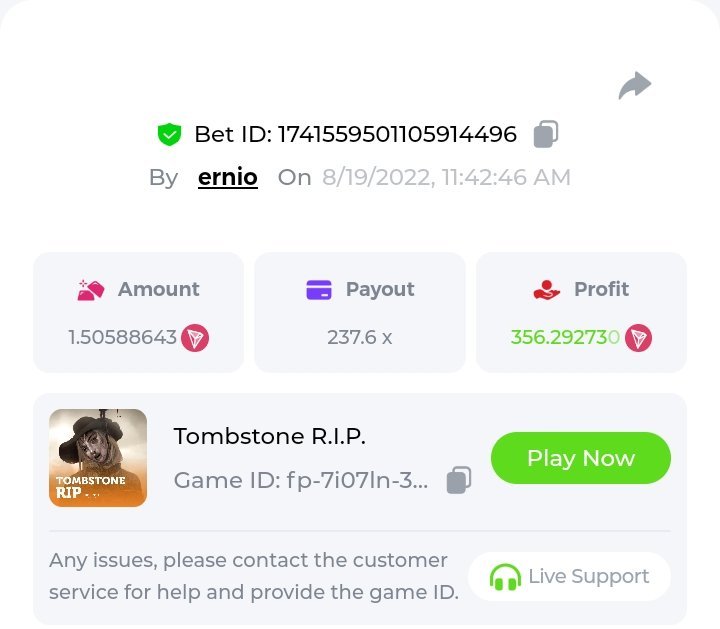 Bet ID: 1741559501105914496
By ernio On 8/19/2022, 11:42:46 AM
Amount
1.50588643
Payout
237.6 x
Profit
356.2927300
TOMBSTONE
RIP
Tombstone R.I.P.
Game ID: fp-7i07ln-3...
Play Now
Any issues, please contact the customer
service for help and provide the game ID.
Live Support